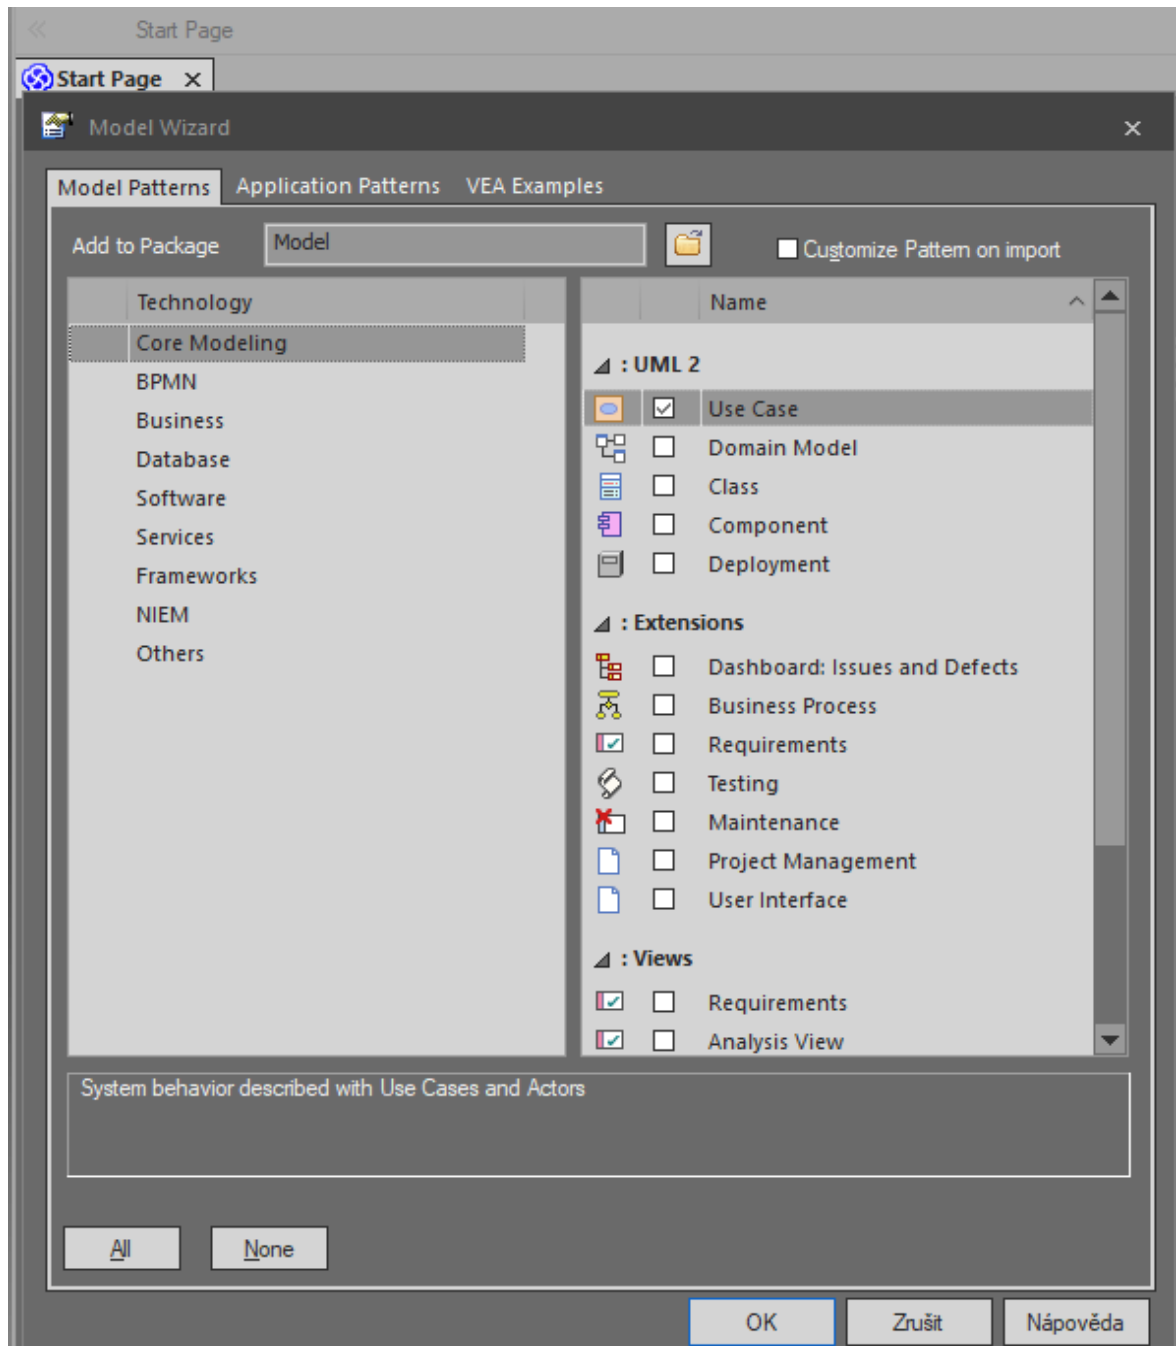 Start Page
Start Page
Model Wizard
Model Patterns Application Patterns VEA Examples
Add to Package Model Customize Pattern on import
Technology
Core Modeling
BPMN
Business
Database
Software
Services
Frameworks
NIEM
Others
Name
: UML 2
Use Case
Domain Model
Class
Component
Deployment
: Extensions
Dashboard: Issues and Defects
Business Process
Requirements
Testing
Maintenance
Project Management
User Interface
: Views
Requirements
Analysis View
System behavior described with Use Cases and Actors
All None
OK Zrušit Nápověda